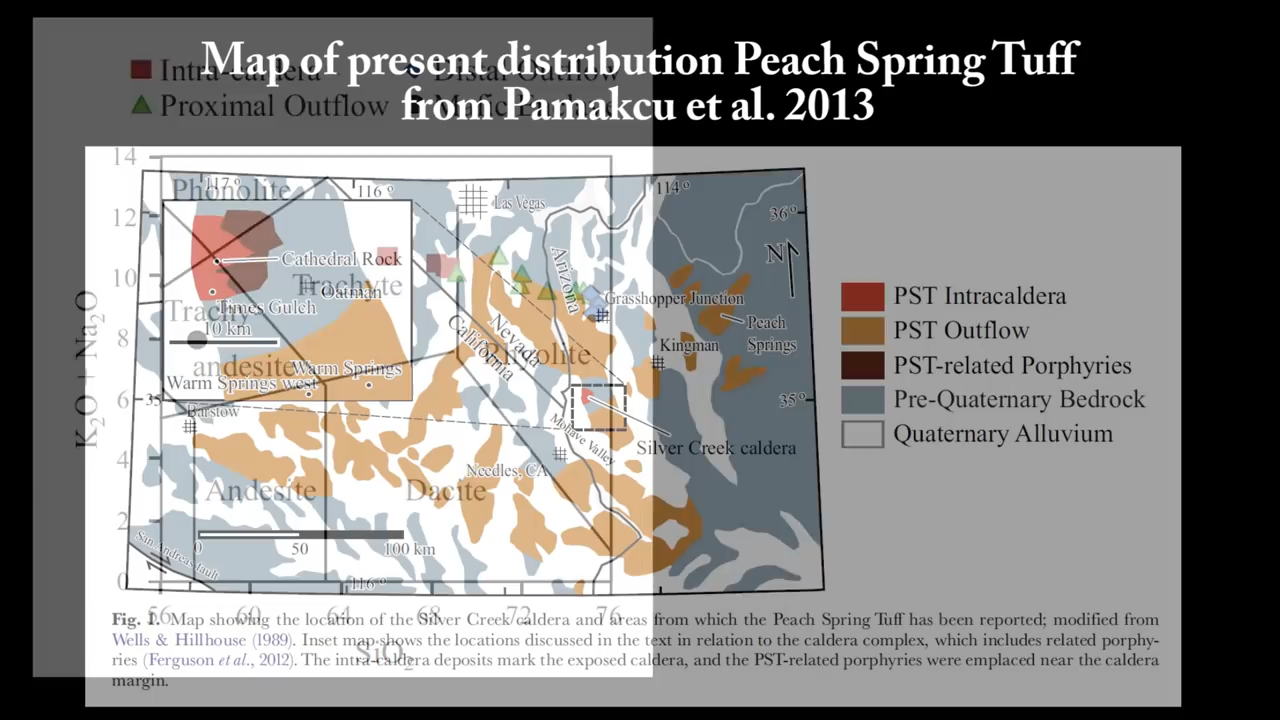 Map of present distribution Peach Spring Tuff
from Pamakcu et al. 2013
Intra-caldera
Distal Outflow
Proximal Outflow
14
12
10
8
6
4
2
0
K2O + Na2O
Phonolite
117 º
116 º
Las Vegas
114 º
36 º
N
Cathedral Rock
Trachyte
Oatman
Times Gulch
Trachy-
andesite
10 km
Warm Springs
Warm Springs west
35
Barstow
Arizona
Nevada
California
Rhyolite
Grasshopper Junction
Peach
Springs
Kingman
35 º
Mohave Valley
Silver Creek caldera
Needles, CA
Andesite
Dacite
0
50
100 km
San Andreas fault
116 º
56
60
64
68
72
76
SiO2
PST Intracaldera
PST Outflow
PST-related Porphyries
Pre-Quaternary Bedrock
Quaternary Alluvium
Fig. 1. Map showing the location of the Silver Creek caldera and areas from which the Peach Spring Tuff has been reported; modified from
Wells & Hillhouse (1989). Inset map shows the locations discussed in the text in relation to the caldera complex, which includes related porphy-
ries (Ferguson et al., 2012). The intra-caldera deposits mark the exposed caldera, and the PST-related porphyries were emplaced near the caldera
margin.